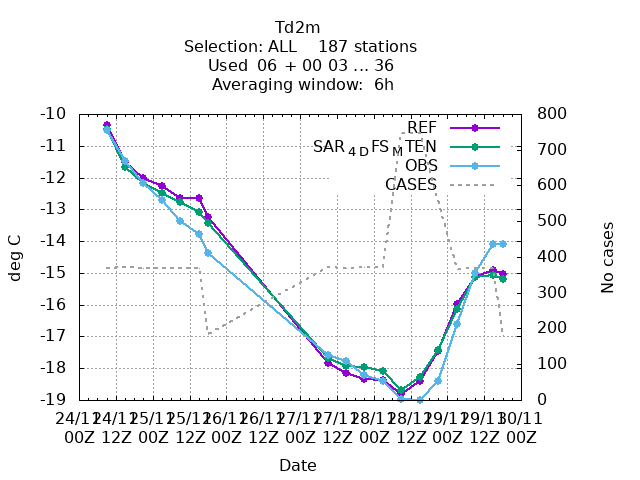 Td2m
Selection: ALL    187 stations
Used  06 + 00 03 ... 36
Averaging window:  6h
-10
-11
-12
-13
-14
-15
-16
-17
-18
-19
800
700
600
500
400
300
200
100
0
REF
SAR 4 D FS M TEN
OBS
CASES
deg C
No cases
24/11 24/11 25/11 25/11 26/11 26/11 27/11 27/11 28/11 28/11 29/11 29/11 30/11
00Z 12Z 00Z 12Z 00Z 12Z 00Z 12Z 00Z 12Z 00Z 12Z 00Z
Date